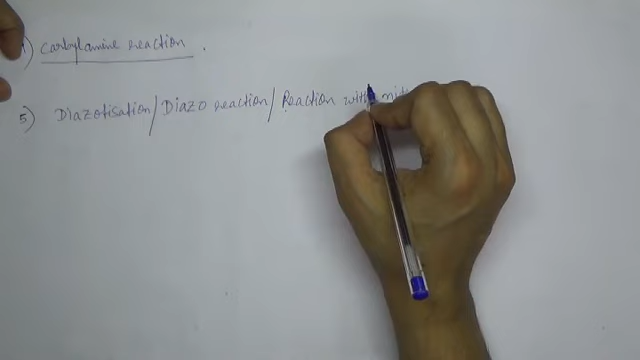 ) Carbylamine reaction .
5) Diazotisation/Diazo reaction/Reaction with